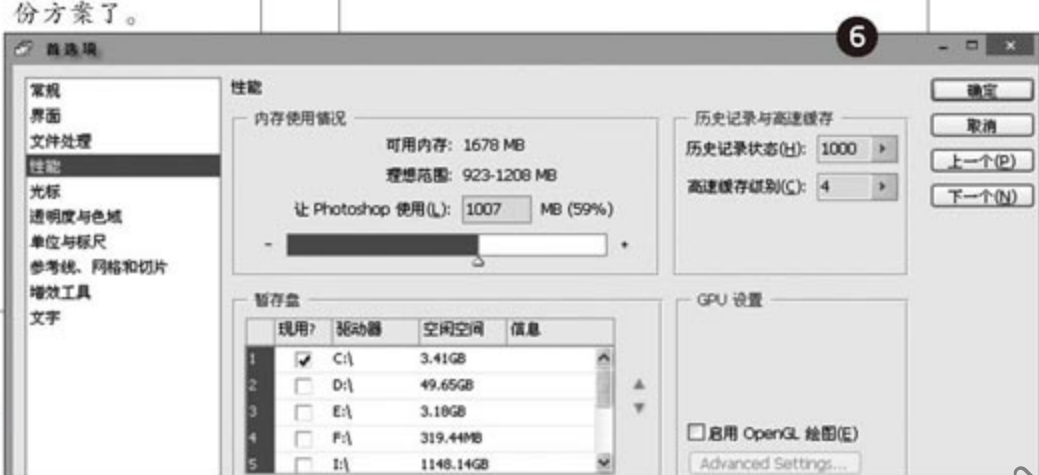 份方案了。
首选项
6
常规
界面
文件处理
性能
光标
透明度与色域
单位与标尺
参考线、网格和切片
增效工具
文字
性能
内存使用情况
可用内存: 1678 MB
理想范围: 923-1208 MB
让 Photoshop 使用(L): 1007 MB (59%)
- +
历史记录与高速缓存
历史记录状态(H): 1000
高速缓存级别(C): 4
确定
取消
上一个(P)
下一个(N)
暂存盘
现用? 驱动器 空闲空间 信息
1 C:\ 3.41GB
2 D:\ 49.65GB
3 E:\ 3.18GB
4 F:\ 319.44MB
5 I:\ 1148.14GB
GPU 设置
启用 OpenGL 绘图(E)
Advanced Settings...